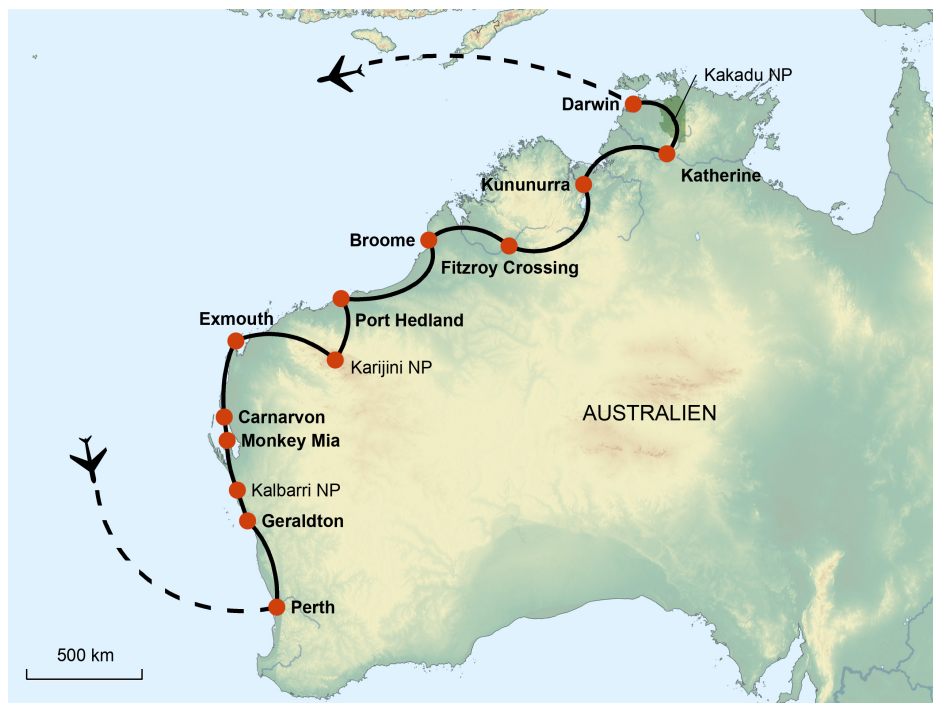 Kakadu NP
Darwin
Katherine
Kununurra
Broome
Fitzroy Crossing
Exmouth
Port Hedland
Karijini NP
AUSTRALIEN
Carnarvon
Monkey Mia
Kalbarri NP
Geraldton
Perth
500 km